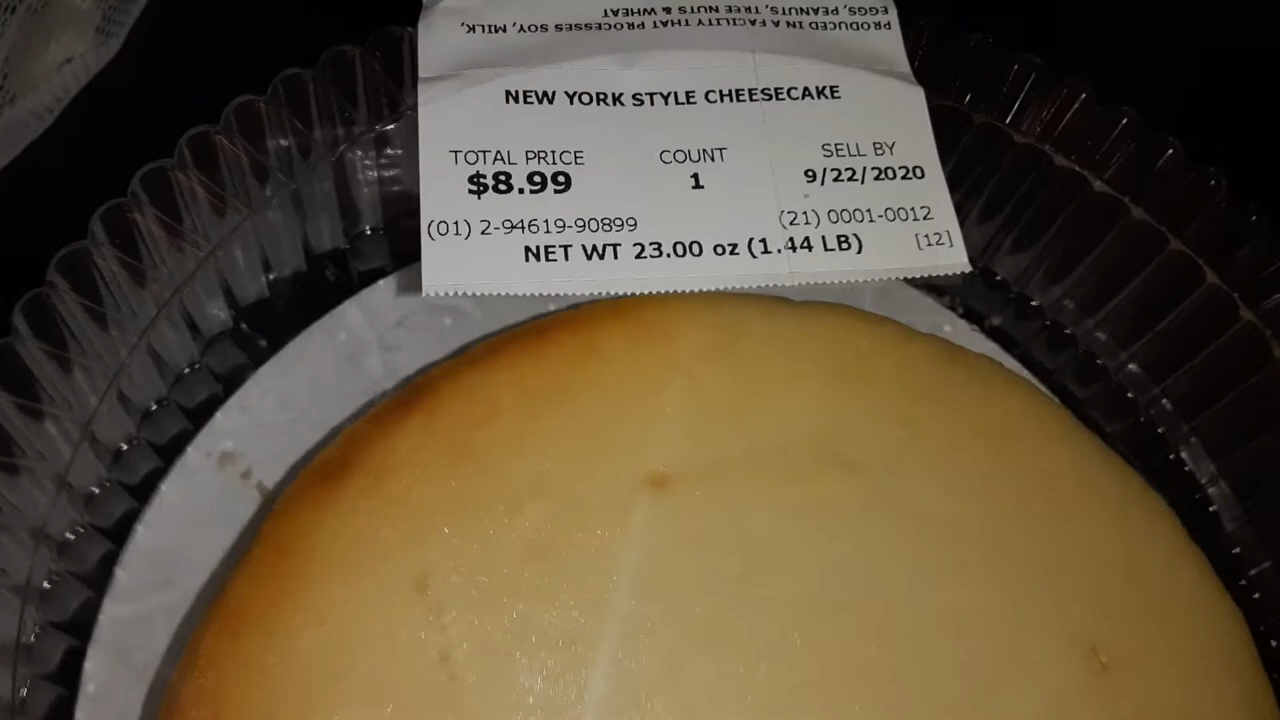 PRODUCED IN A FACILITY THAT PROCESSES SOY, MILK,
EGGS, PEANUTS, TREE NUTS & WHEAT
NEW YORK STYLE CHEESECAKE
TOTAL PRICE COUNT SELL BY
$8.99 1 9/22/2020
(01) 2-94619-90899 (21) 0001-0012
NET WT 23.00 oz (1.44 LB) [12]